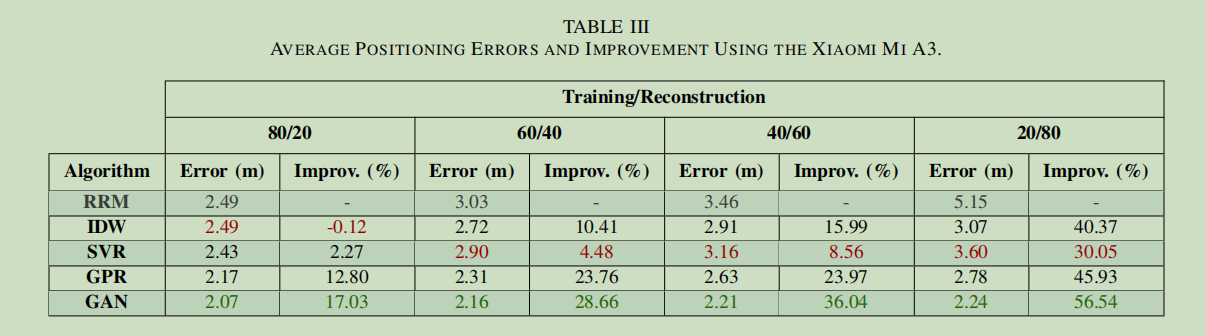 TABLE III
AVERAGE POSITIONING ERRORS AND IMPROVEMENT USING THE XIAOMI MI A3.
Training/Reconstruction
80/20 60/40 40/60 20/80
Algorithm Error (m) Improv. (%) Error (m) Improv. (%) Error (m) Improv. (%) Error (m) Improv. (%)
RRM 2.49 - 3.03 - 3.46 - 5.15 -
IDW 2.49 -0.12 2.72 10.41 2.91 15.99 3.07 40.37
SVR 2.43 2.27 2.90 4.48 3.16 8.56 3.60 30.05
GPR 2.17 12.80 2.31 23.76 2.63 23.97 2.78 45.93
GAN 2.07 17.03 2.16 28.66 2.21 36.04 2.24 56.54